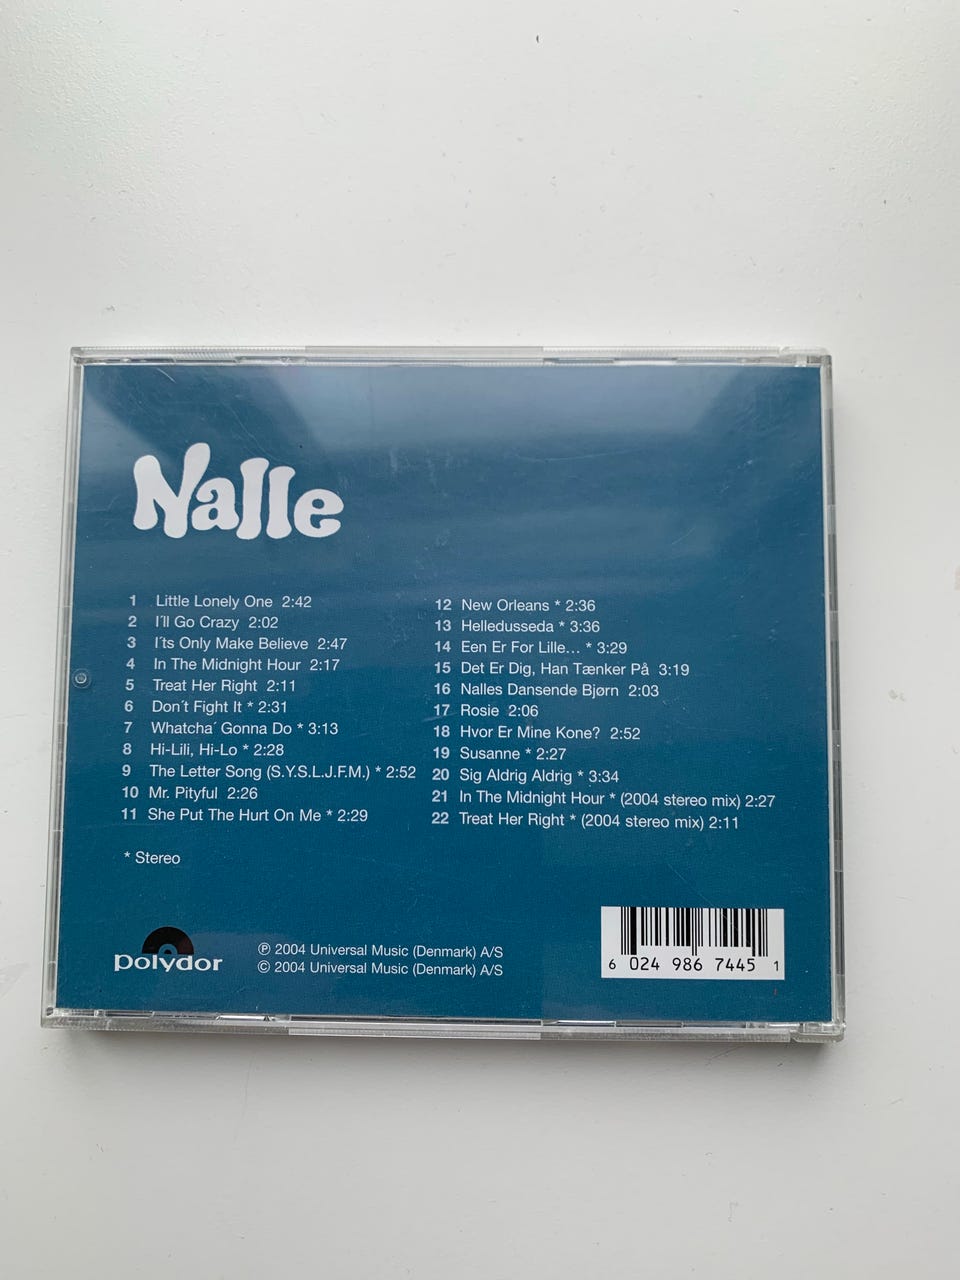 Nalle
1 Little Lonely One 2:42
2 I´ll Go Crazy 2:02
3 I´ts Only Make Believe 2:47
4 In The Midnight Hour 2:17
5 Treat Her Right 2:11
6 Don´t Fight It * 2:31
7 Whatcha´ Gonna Do * 3:13
8 Hi-Lili, Hi-Lo * 2:28
9 The Letter Song (S.Y.S.L.J.F.M.) * 2:52
10 Mr. Pityful 2:26
11 She Put The Hurt On Me * 2:29
12 New Orleans * 2:36
13 Helledusseda * 3:36
14 Een Er For Lille... * 3:29
15 Det Er Dig, Han Tænker På 3:19
16 Nalles Dansende Bjørn 2:03
17 Rosie 2:06
18 Hvor Er Mine Kone? 2:52
19 Susanne * 2:27
20 Sig Aldrig Aldrig * 3:34
21 In The Midnight Hour * (2004 stereo mix) 2:27
22 Treat Her Right * (2004 stereo mix) 2:11
* Stereo
polydor
℗ 2004 Universal Music (Denmark) A/S
© 2004 Universal Music (Denmark) A/S
6 024 986 7445 1